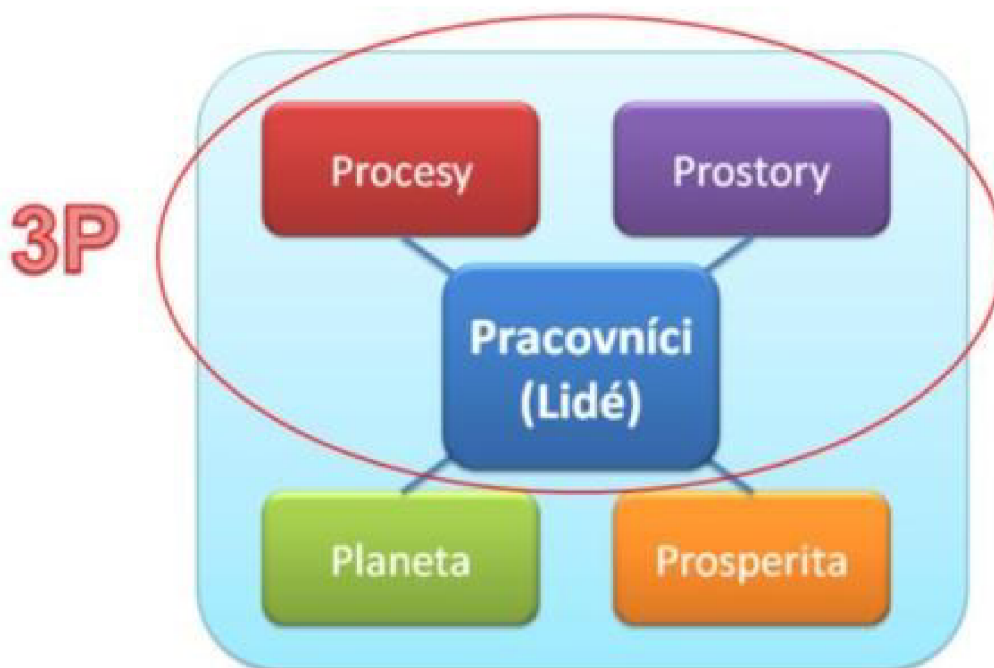 3P
Procesy
Prostory
Pracovníci
(Lidé)
Planeta
Prosperita